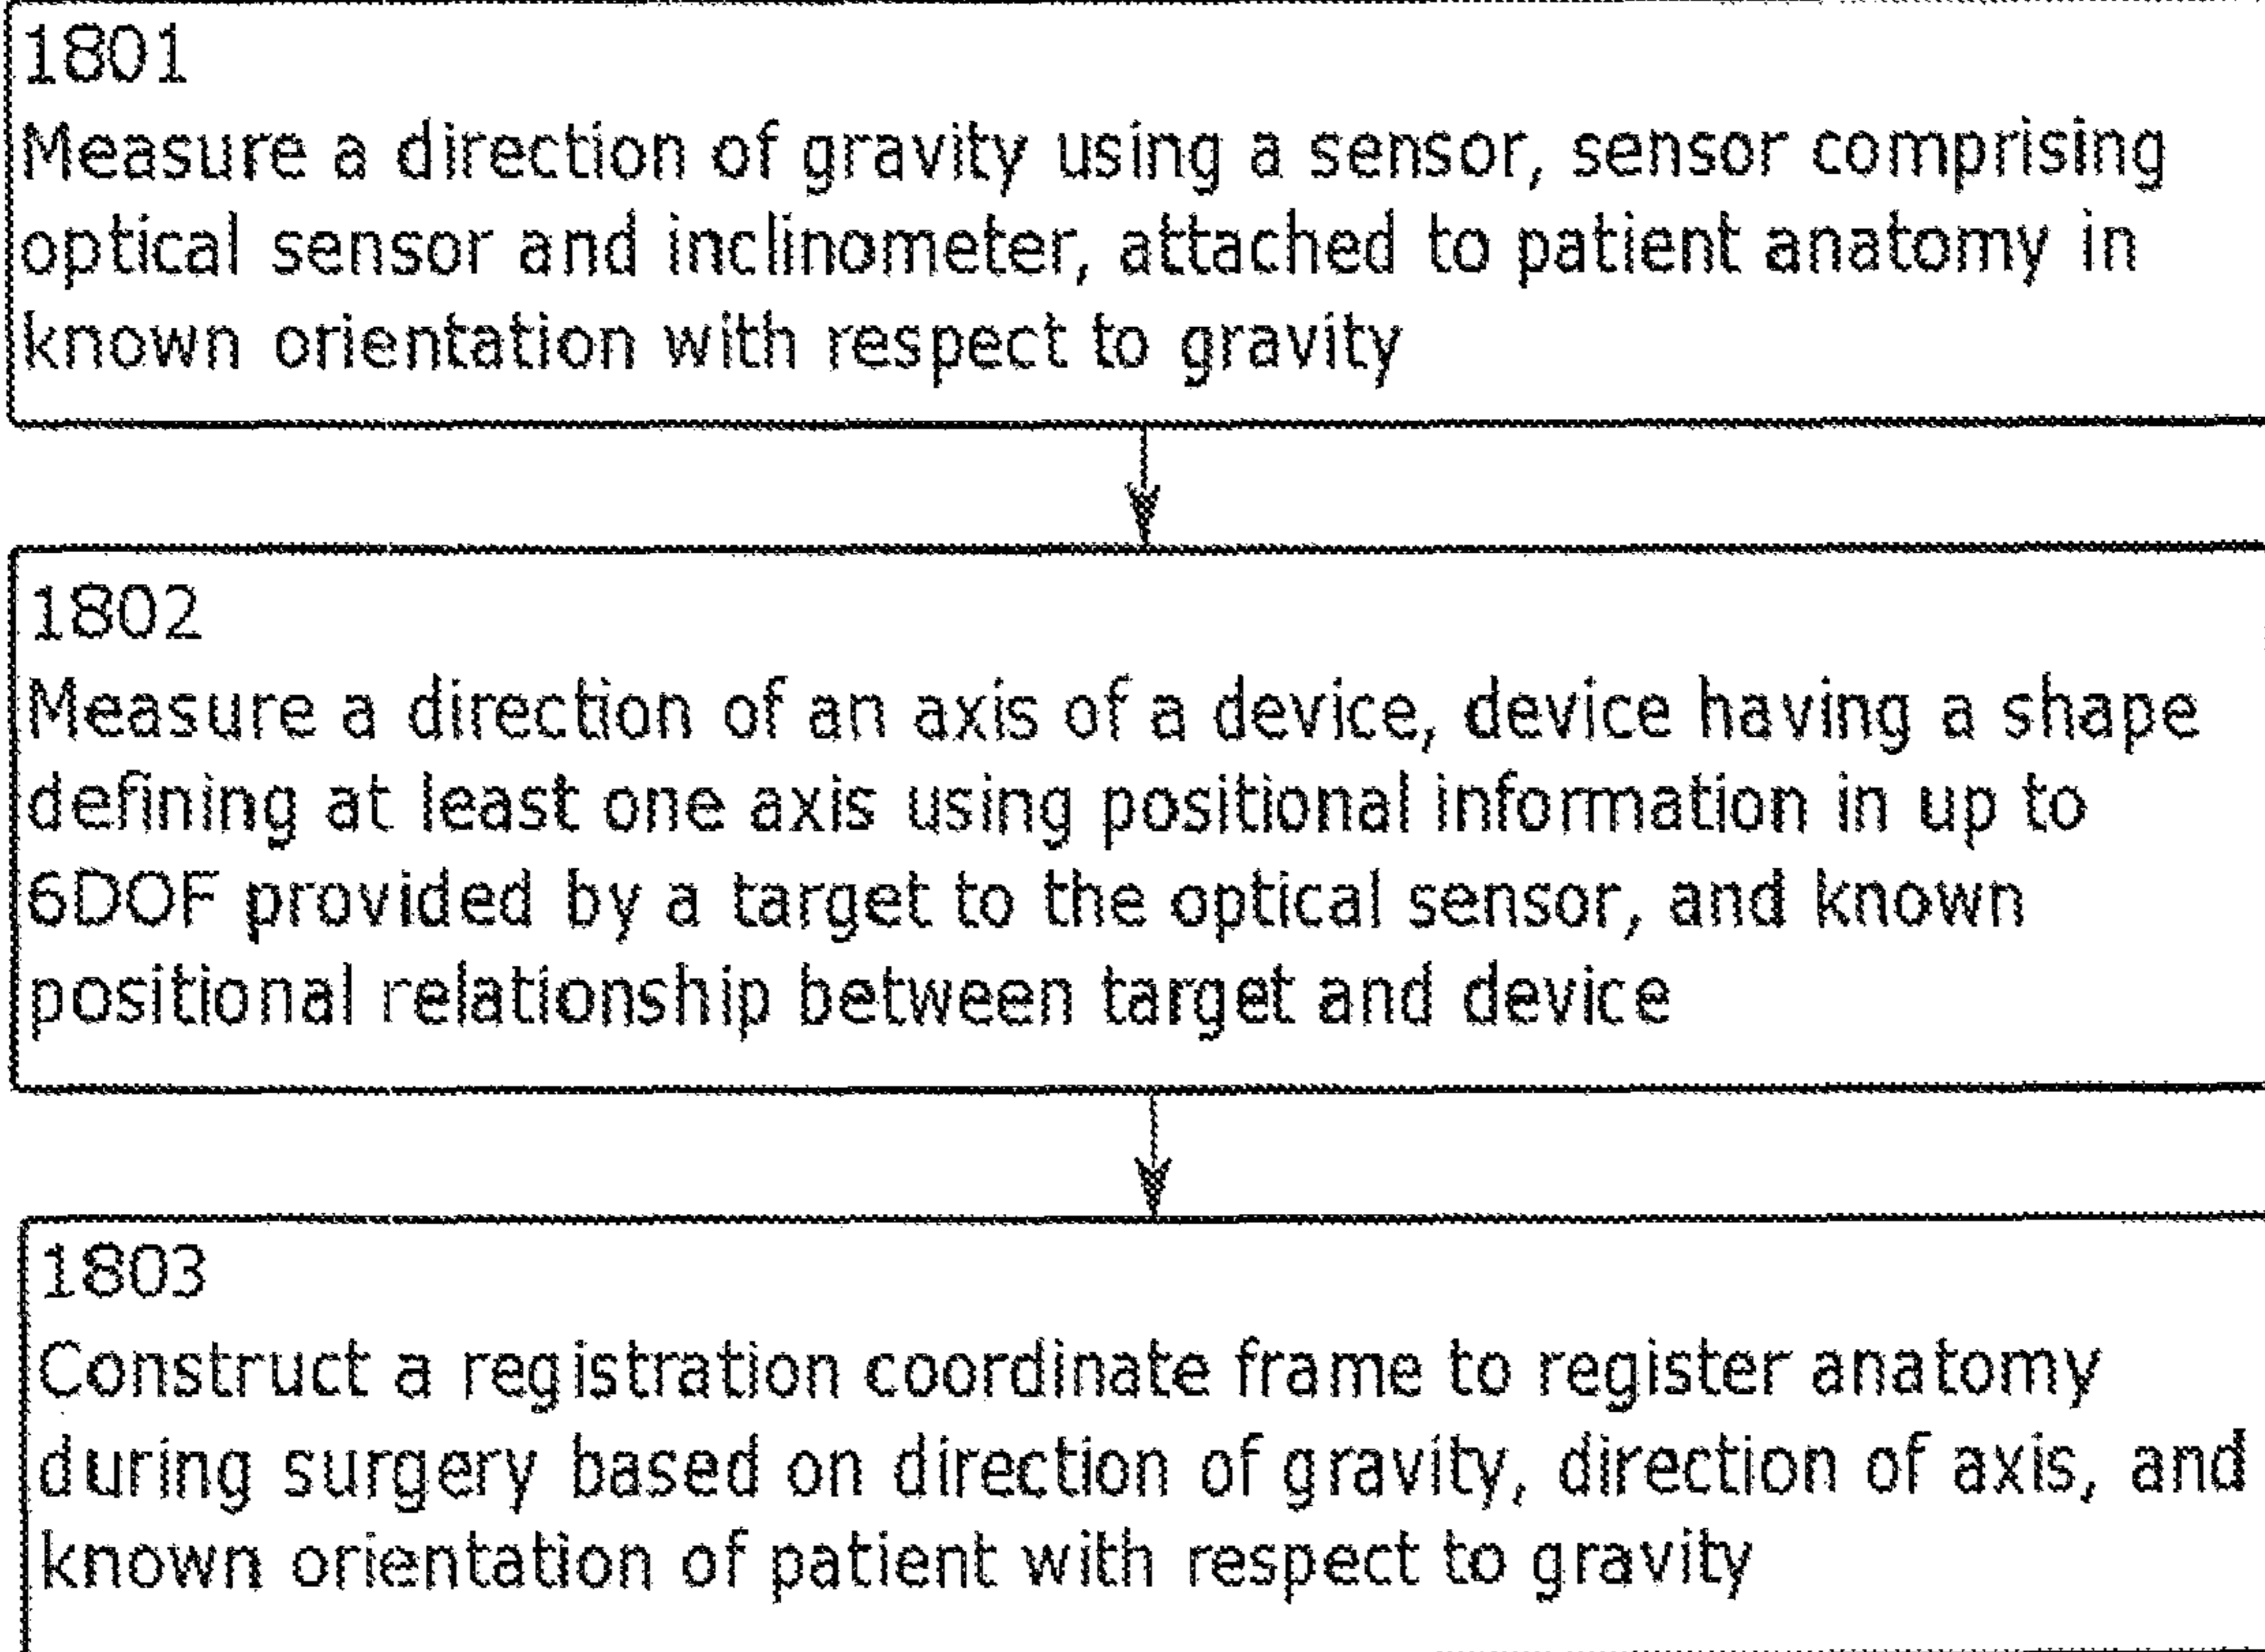 1801
Measure a direction of gravity using a sensor, sensor comprising
optical sensor and inclinometer, attached to patient anatomy in
known orientation with respect to gravity
1802
Measure a direction of an axis of a device, device having a shape
defining at least one axis using positional information in up to
6DOF provided by a target to the optical sensor, and known
positional relationship between target and device
1803
Construct a registration coordinate frame to register anatomy
during surgery based on direction of gravity, direction of axis, and
known orientation of patient with respect to gravity